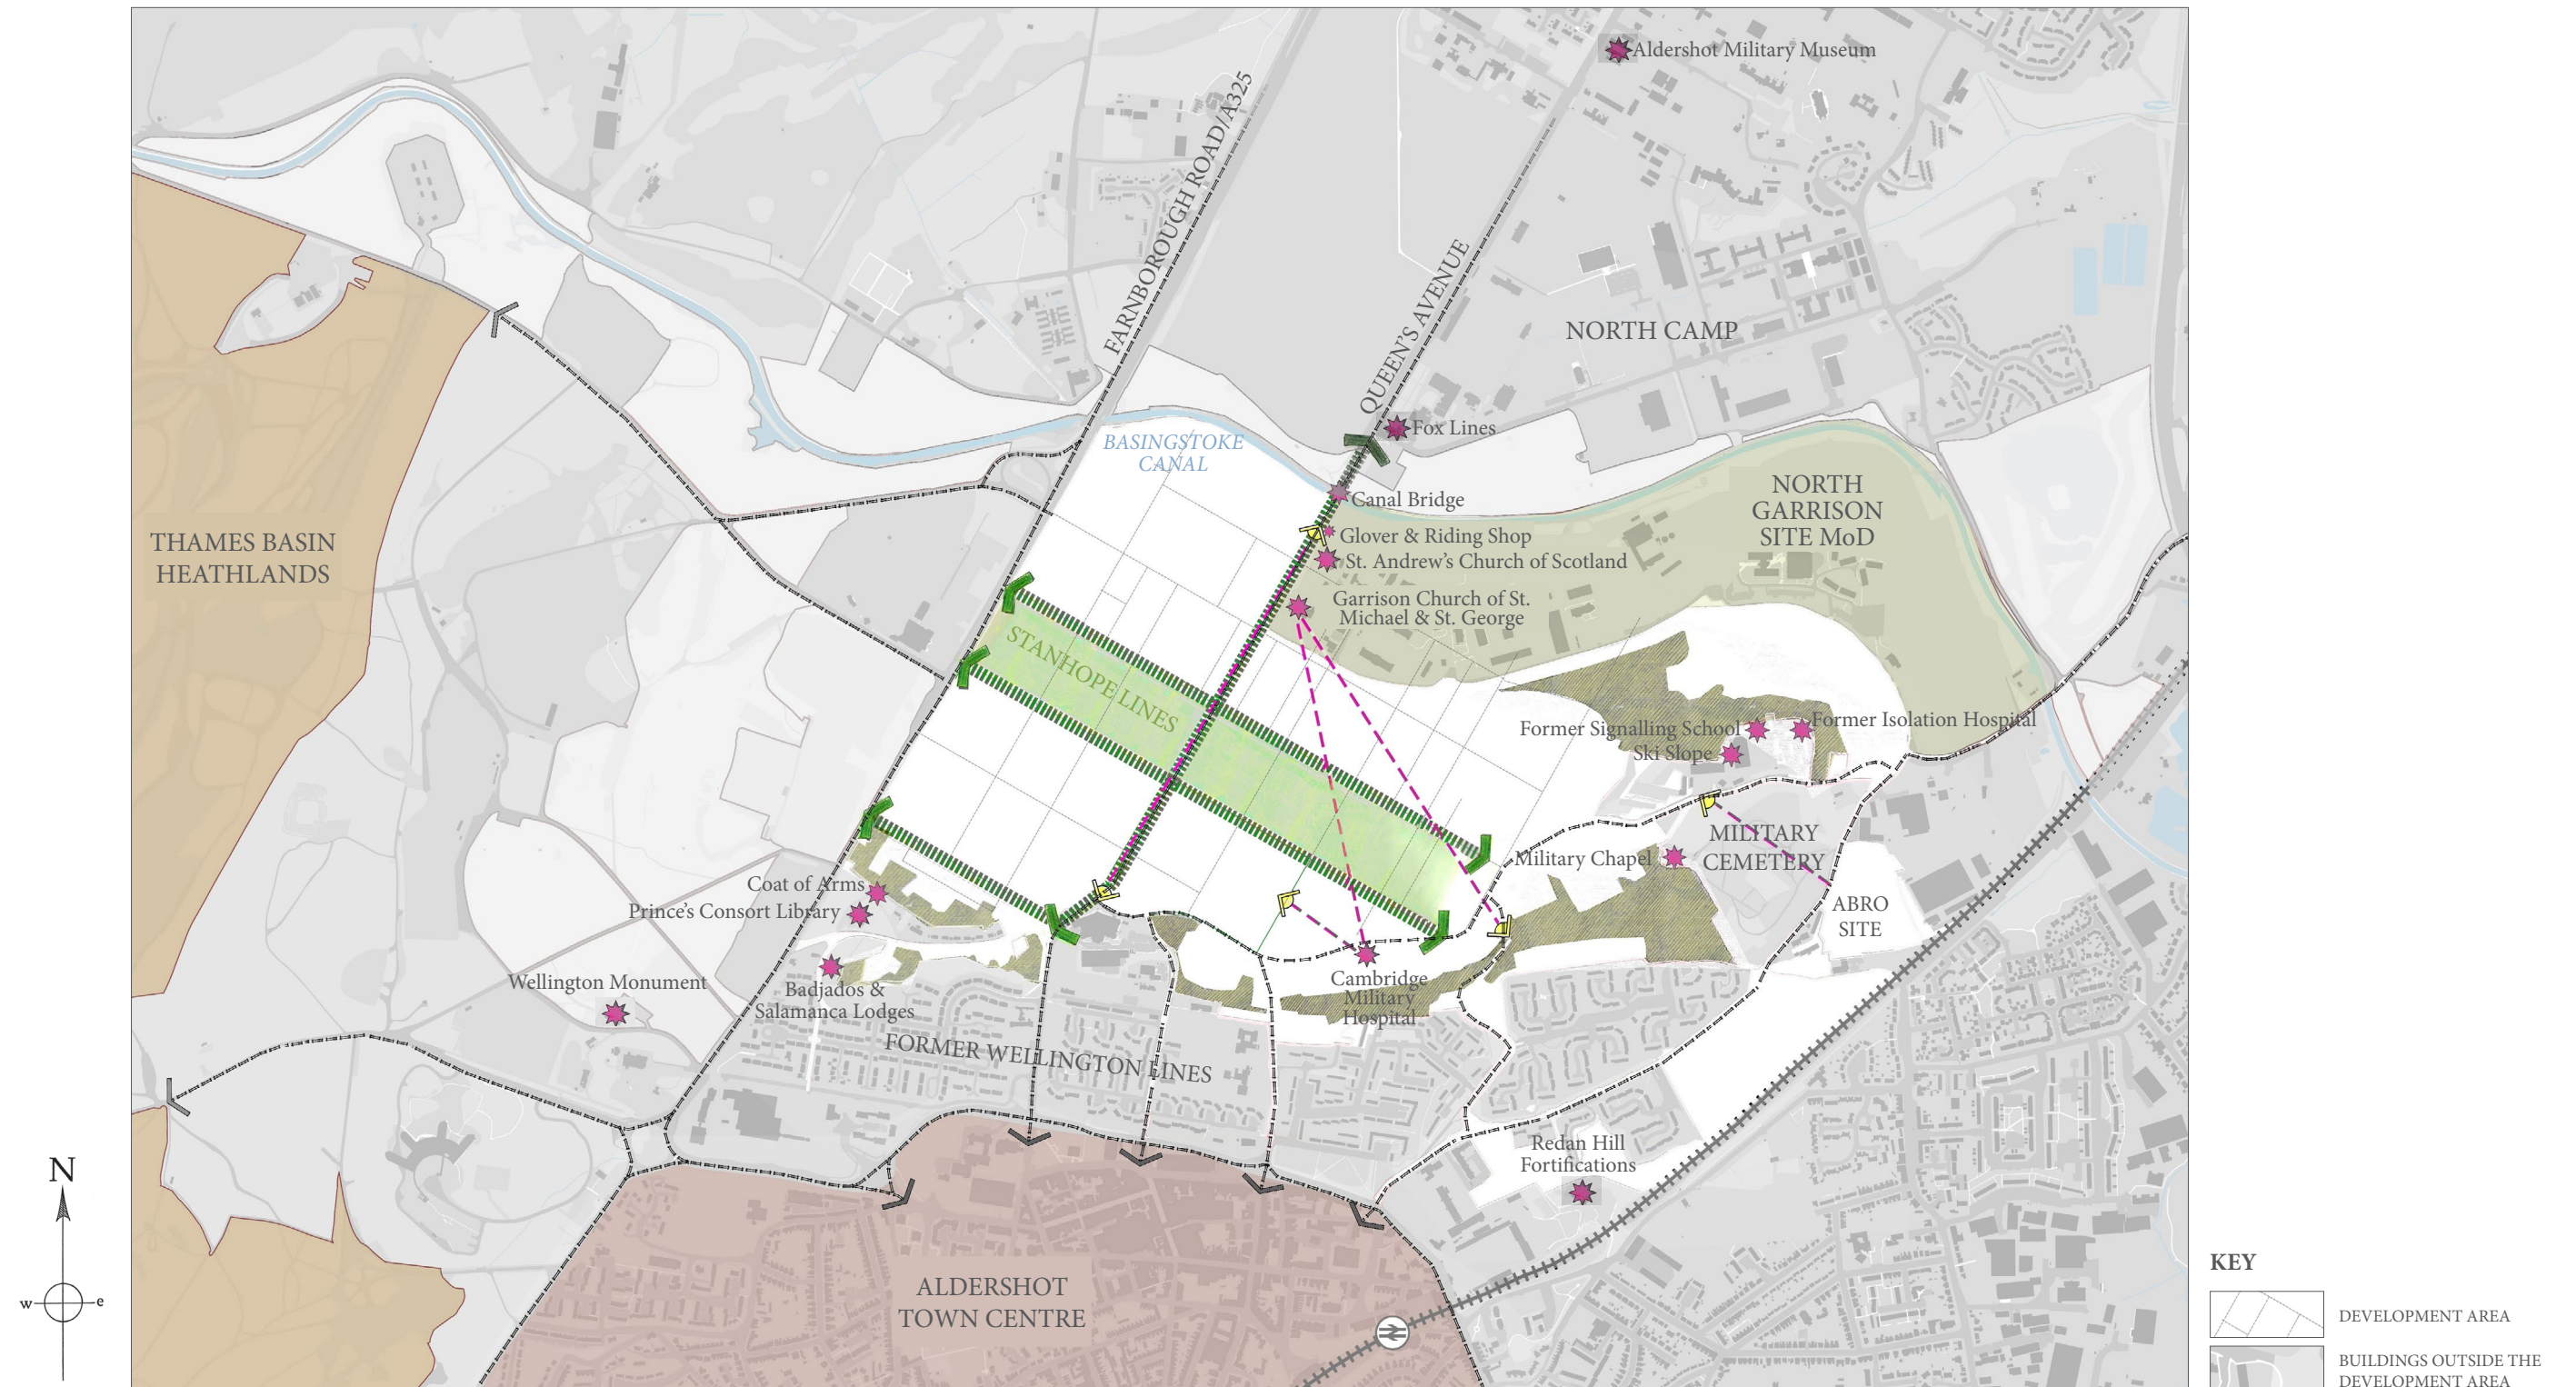 Aldershot Military Museum
FARNBOROUGH ROAD/A325
QUEEN'S AVENUE
NORTH CAMP
Fox Lines
BASINGSTOKE
CANAL
Canal Bridge
NORTH
GARRISON
SITE MoD
Glover & Riding Shop
St. Andrew's Church of Scotland
THAMES BASIN
HEATHLANDS
Garrison Church of St.
Michael & St. George
STANHOPE LINES
Former Signalling School
Former Isolation Hospital
Ski Slope
MILITARY
CEMETERY
Military Chapel
Coat of Arms
Prince's Consort Library
ABRO
SITE
Wellington Monument
Badjados &
Salamanca Lodges
Cambridge
Military
Hospital
FORMER WELLINGTON LINES
Redan Hill
Fortifications
N
w
e
ALDERSHOT
TOWN CENTRE
KEY
DEVELOPMENT AREA
BUILDINGS OUTSIDE THE
DEVELOPMENT AREA